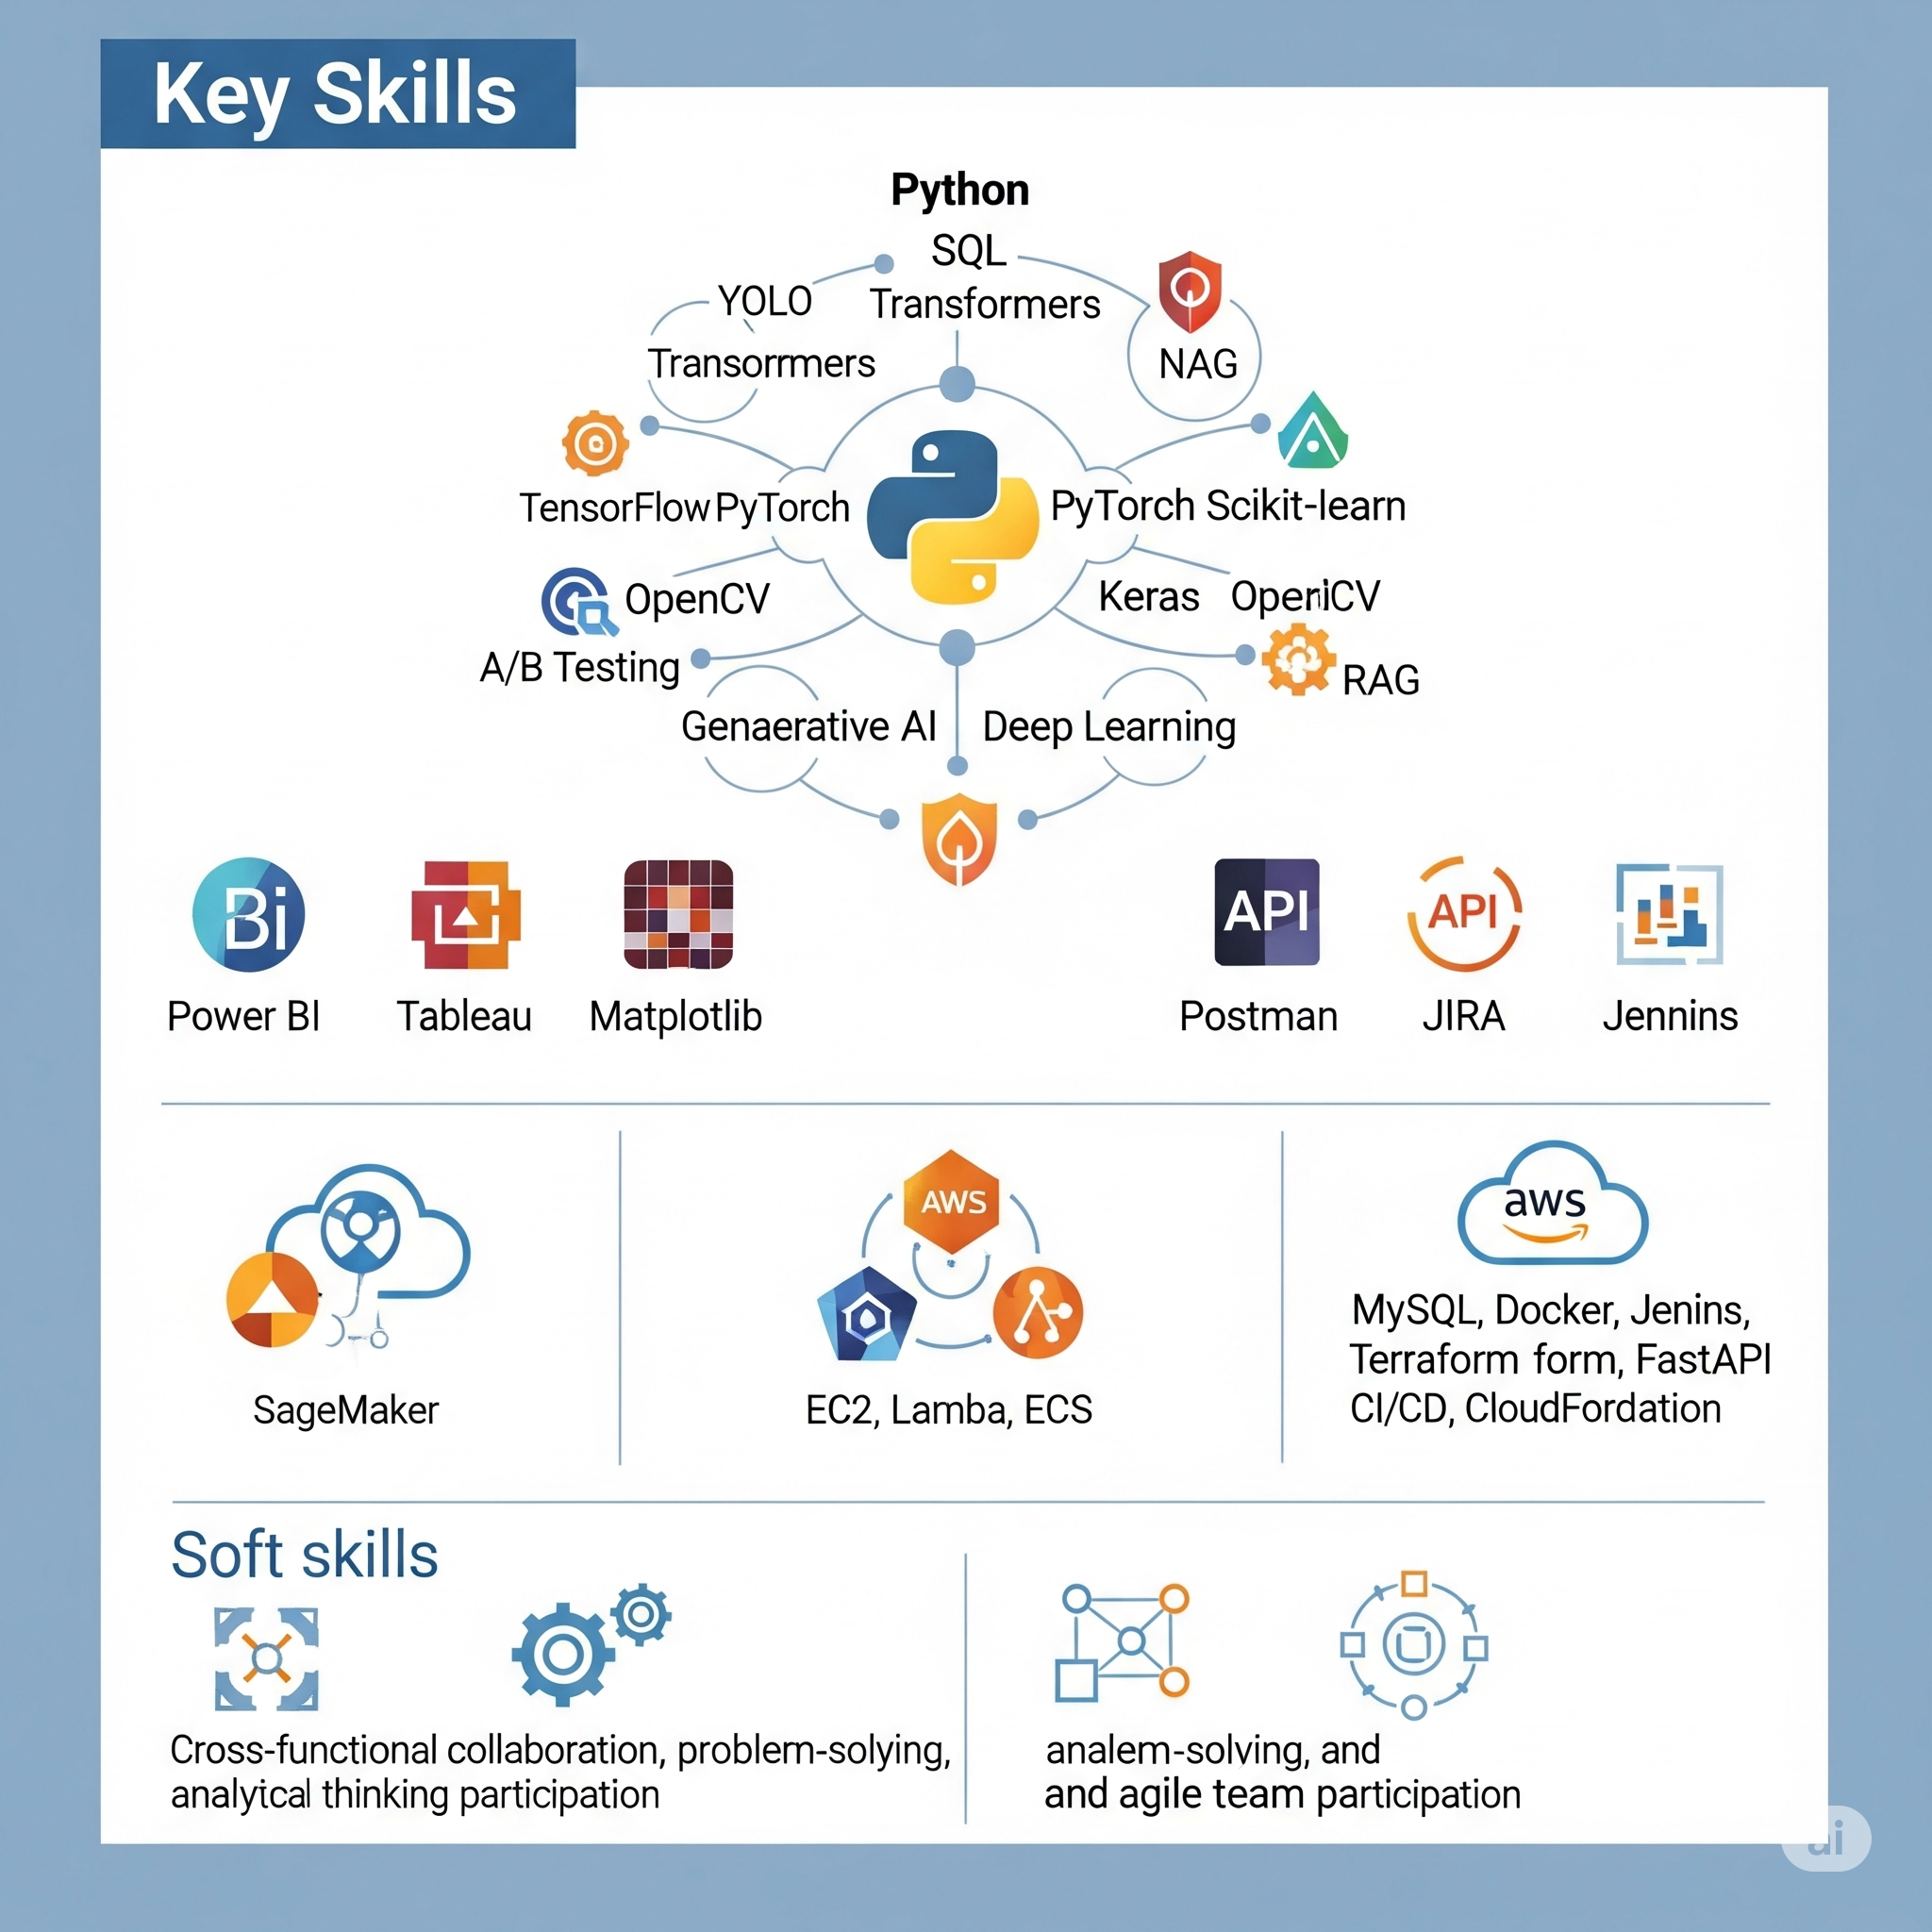 Key Skills
Python
SQL
YOLO
Transformers
Transormmers
NAG
TensorFlow PyTorch
PyTorch Scikit-learn
OpenCV
Keras OpeniCV
A/B Testing
RAG
Genaerative AI
Deep Learning
Bi
API
API
Power BI
Tableau
Matplotlib
Postman
JIRA
Jennins
AWS
aws
SageMaker
EC2, Lamba, ECS
MySQL, Docker, Jenins,
Terraform form, FastAPI
CI/CD, CloudFordation
Soft skills
Cross-functional collaboration, problem-solying,
analytcal thinking participation
analem-solving, and
and agile team participation
ai